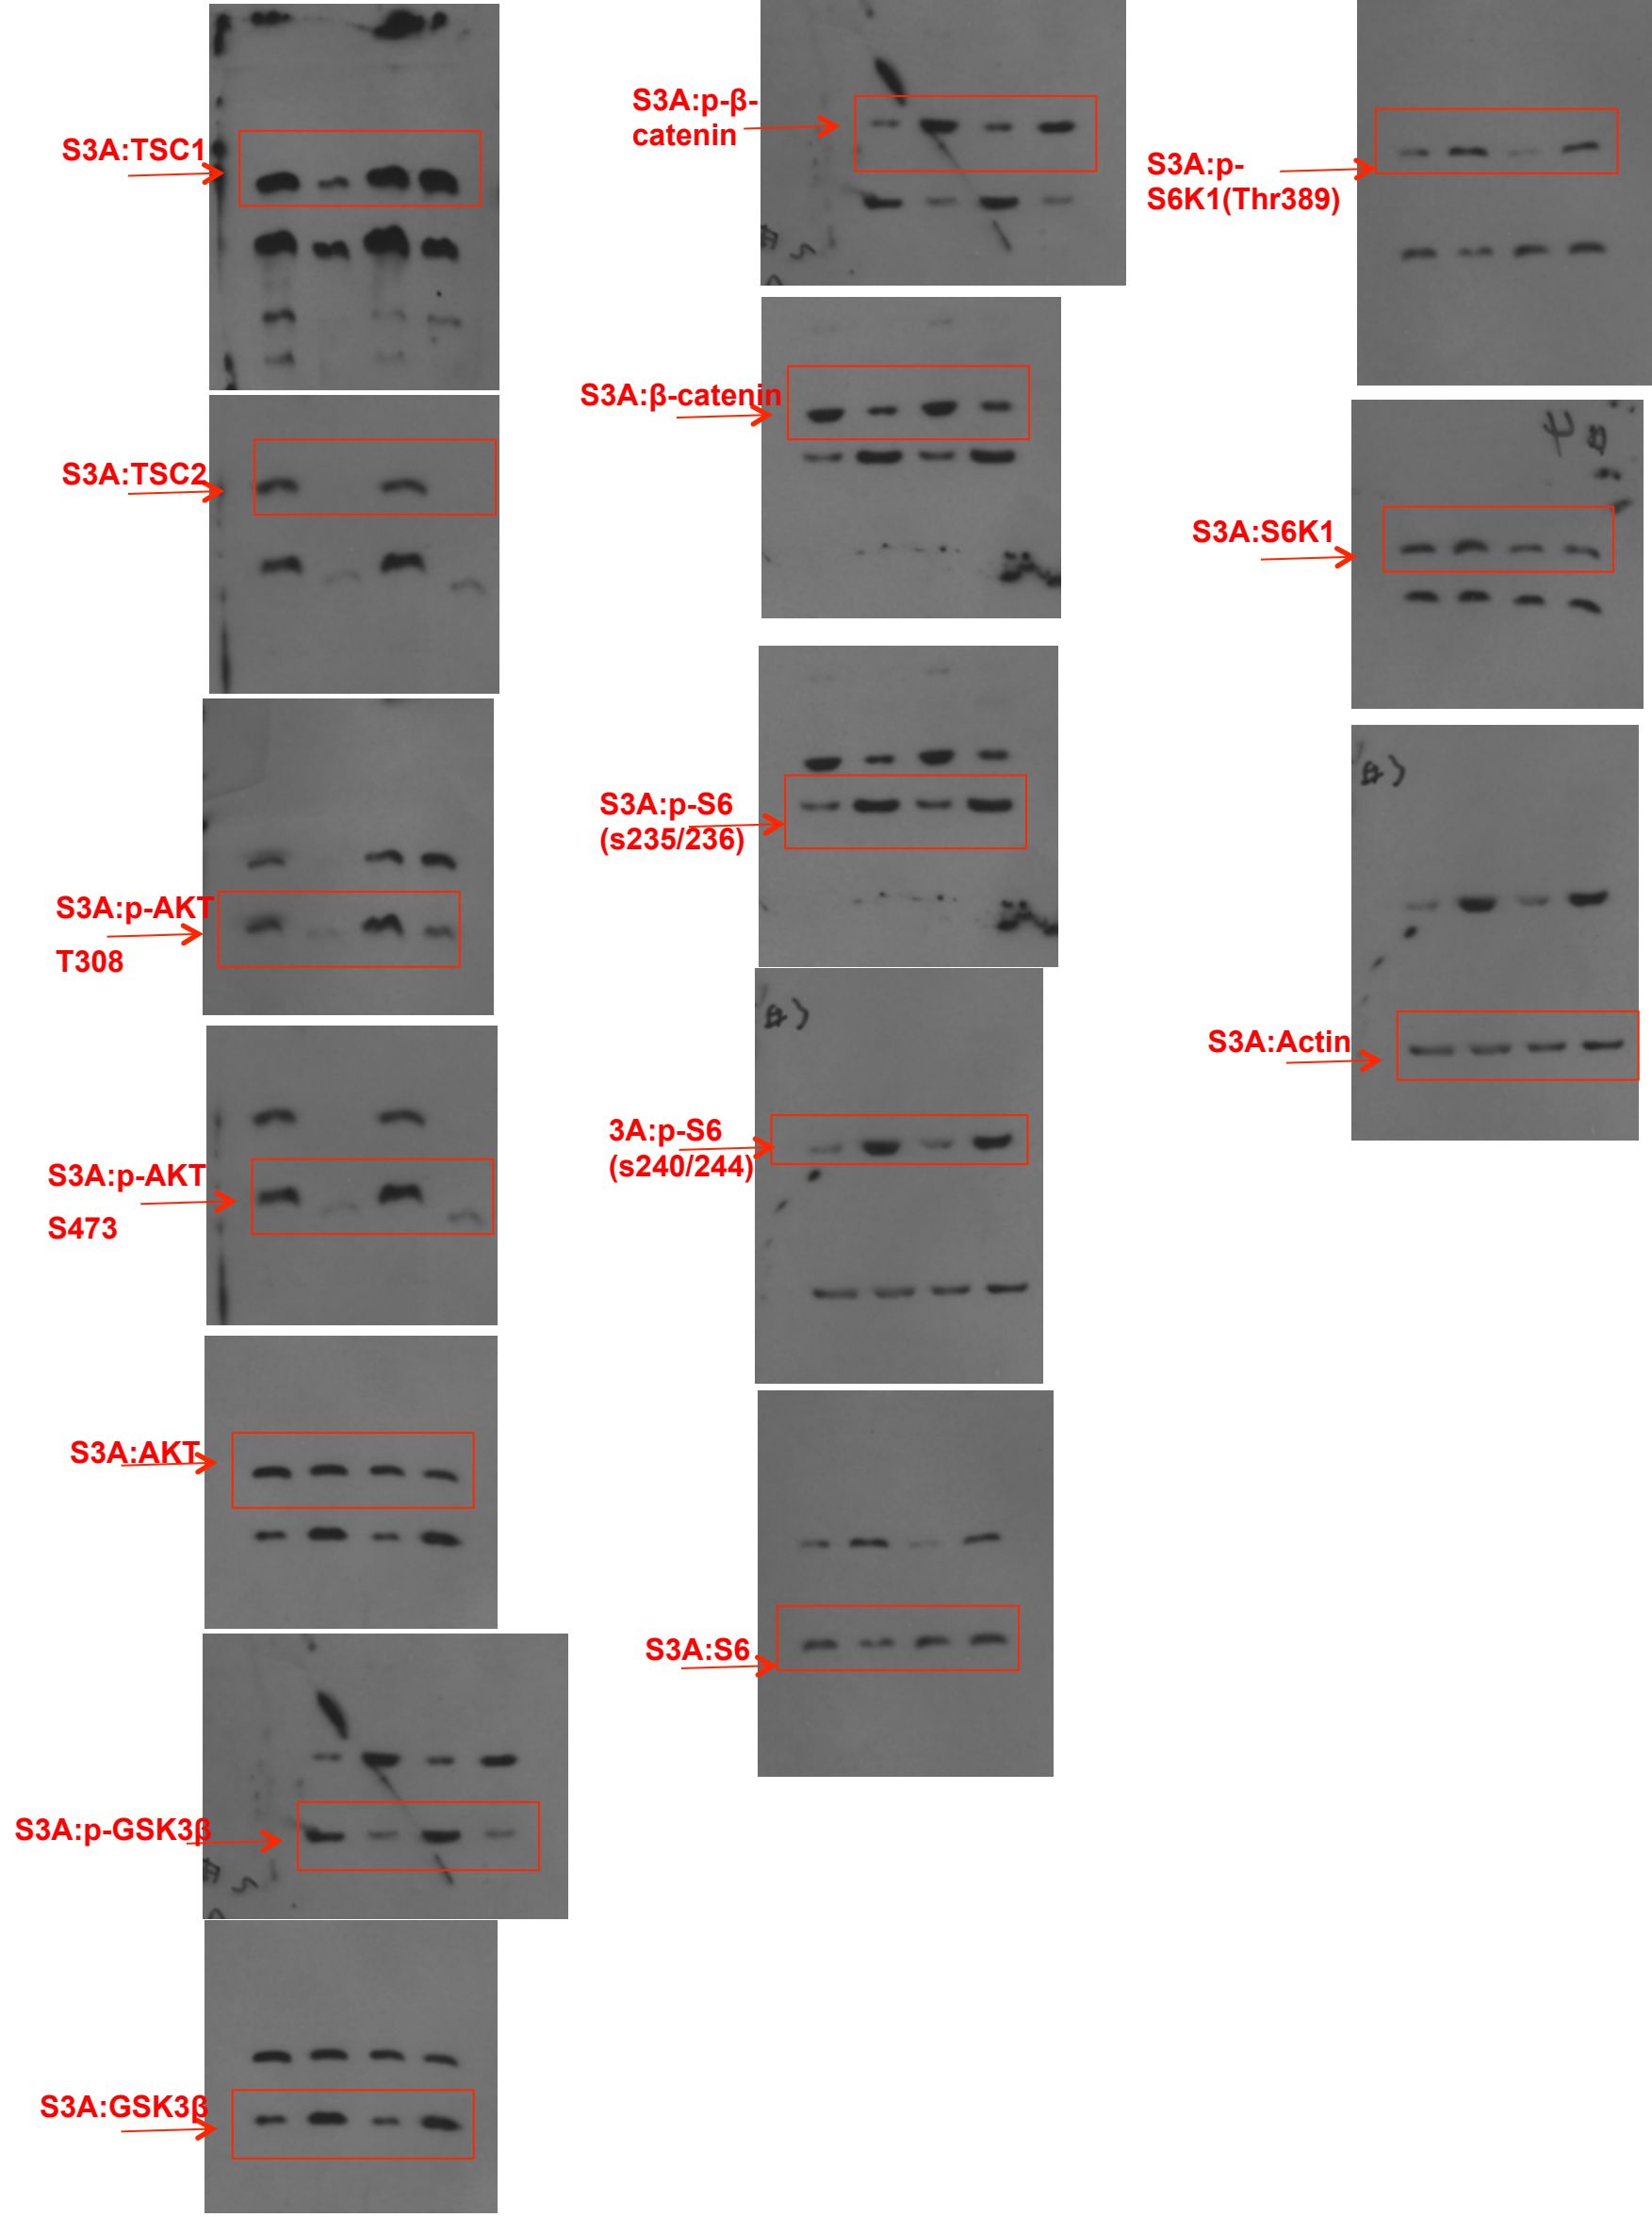 S3A:TSC1
S3A:TSC2
S3A:p-AKT
T308
S3A:p-AKT
S473
S3A:AKT
S3A:p-GSK3β
S3A:GSK3β
S3A:p-β-
catenin
S3A:β-catenin
S3A:p-S6
(s235/236)
3A:p-S6
(s240/244)
S3A:S6
S3A:p-
S6K1(Thr389)
S3A:S6K1
S3A:Actin